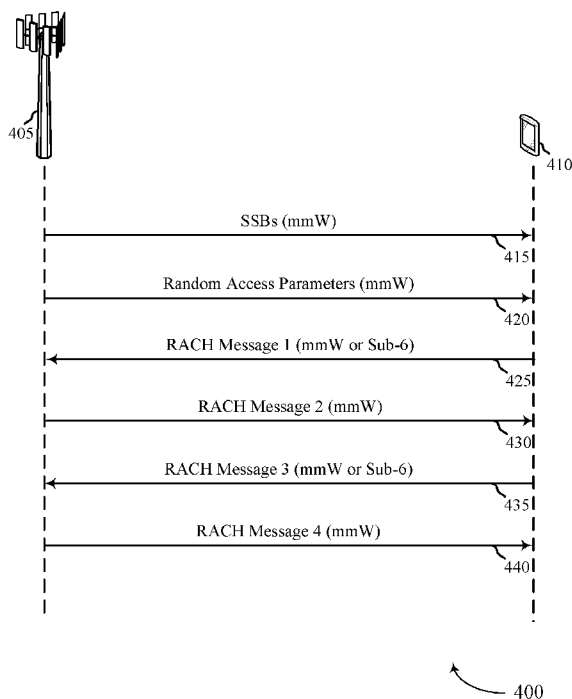 405
410
SSBs (mmW)
415
Random Access Parameters (mmW)
420
RACH Message 1 (mmW or Sub-6)
425
RACH Message 2 (mmW)
430
RACH Message 3 (mmW or Sub-6)
435
RACH Message 4 (mmW)
440
400